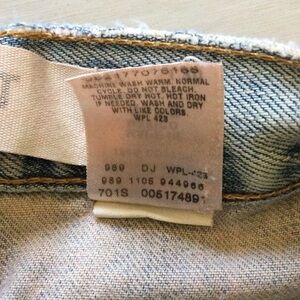 MACHINE WASH WARM, NORMAL
CYCLE. DO NOT BLEACH.
TUMBLE DRY HOT. HOT IRON
IF NEEDED. WASH AND DRY
WITH LIKE COLORS
WPL 423
989 DJ WPL-423
989 1105 944966
701S 00517489